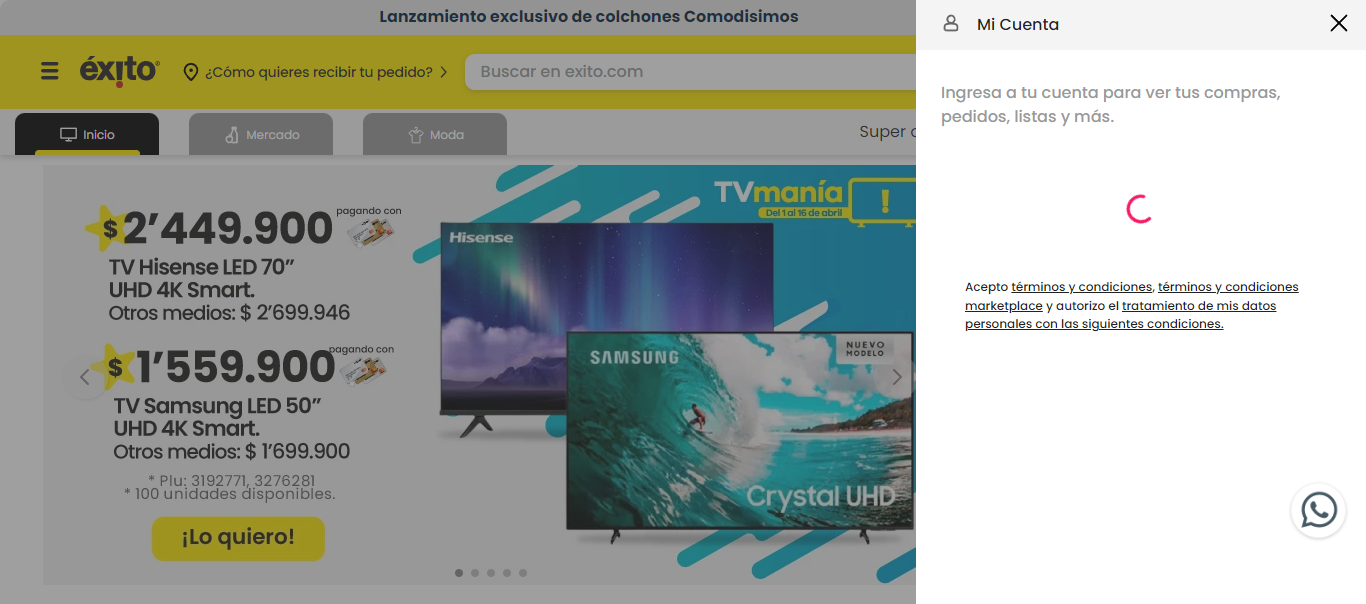 Lanzamiento exclusivo de colchones Comodisimos
éxito
¿Cómo quieres recibir tu pedido?
Buscar en exito.com
Inicio
Mercado
Moda
Super
TVmanía
Del 1 al 16 de abril
$2’449.900
pagando con
TV Hisense LED 70”
UHD 4K Smart.
Otros medios: $ 2’699.946
$1’559.900
pagando con
TV Samsung LED 50”
UHD 4K Smart.
Otros medios: $ 1’699.900
* Plu: 3192771, 3276281
* 100 unidades disponibles.
¡Lo quiero!
Hisense
SAMSUNG
NUEVO
MODELO
Crystal UHD
Mi Cuenta
Ingresa a tu cuenta para ver tus compras,
pedidos, listas y más.
Acepto términos y condiciones, términos y condiciones
marketplace y autorizo el tratamiento de mis datos
personales con las siguientes condiciones.